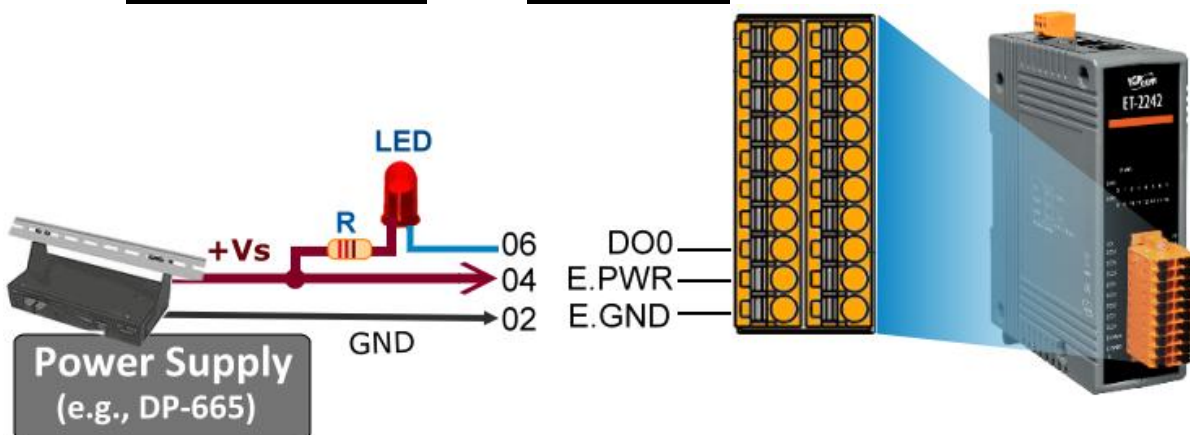 LED
R
+Vs
06
DO0
04
E.PWR
02
E.GND
GND
Power Supply
(e.g., DP-665)
ET-2242